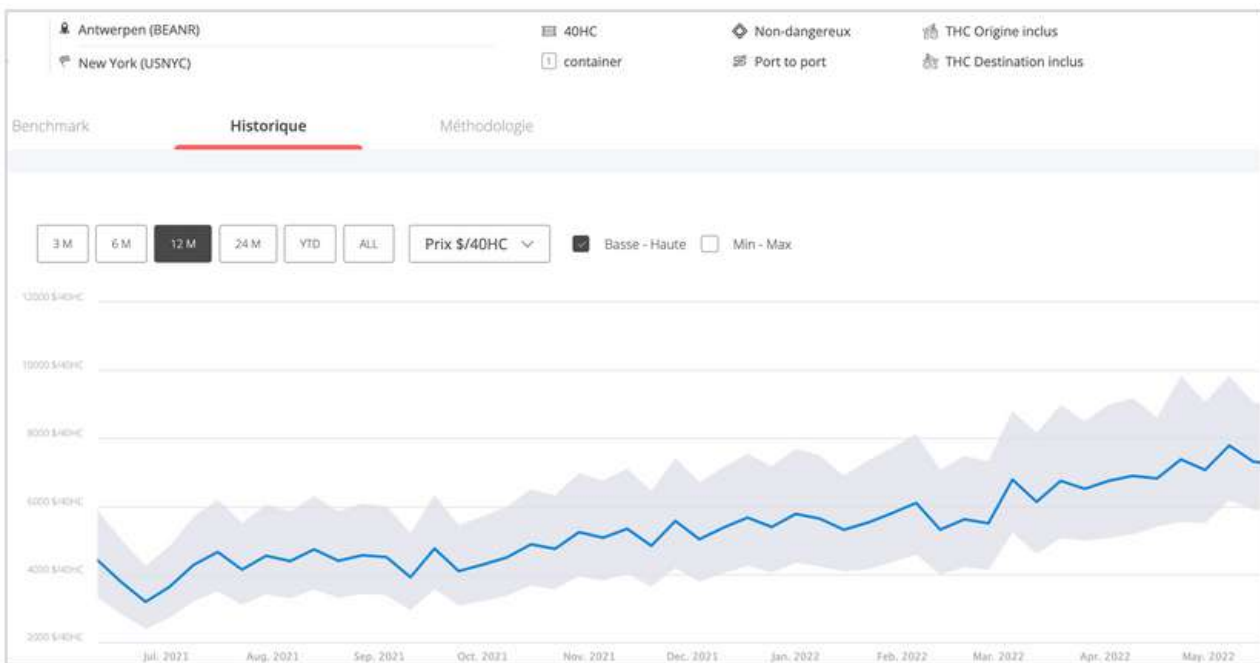 Antwerpen (BEANR) 40HC Non-dangereux THC Origine inclus
New York (USNYC) 1 container Port to port THC Destination inclus
Benchmark Historique Méthodologie
3 M 6 M 12 M 24 M YTD ALL Prix $/40HC Basse - Haute Min - Max
12000 $/40HC
10000 $/40HC
8000 $/40HC
6000 $/40HC
4000 $/40HC
2000 $/40HC
Jul. 2021 Aug. 2021 Sep. 2021 Oct. 2021 Nov. 2021 Dec. 2021 Jan. 2022 Feb. 2022 Mar. 2022 Apr. 2022 May. 2022